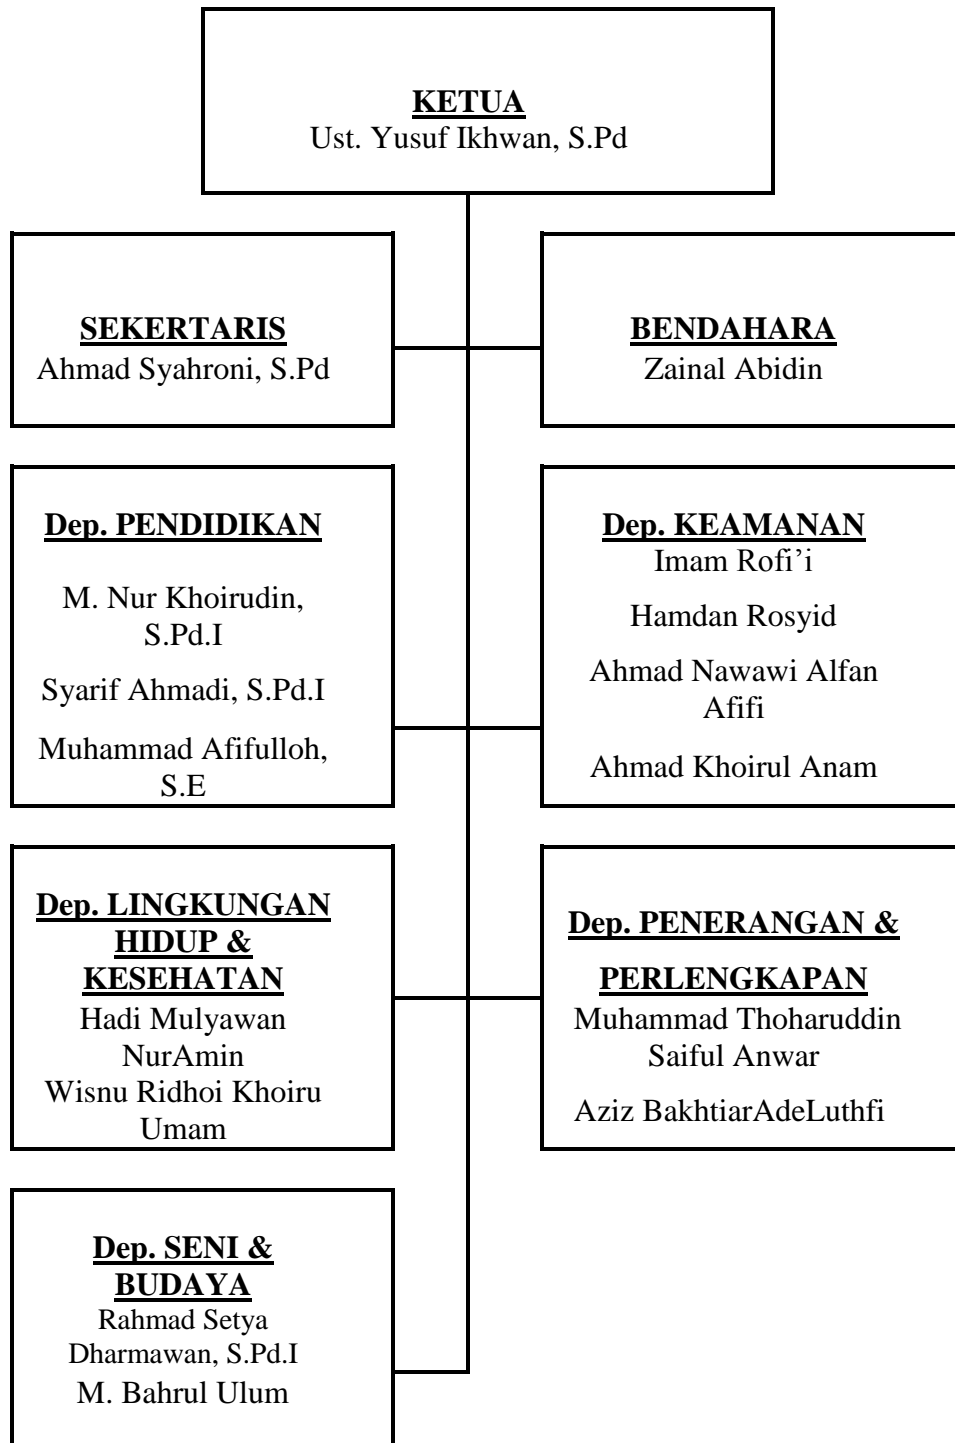 KETUA
Ust. Yusuf Ikhwan, S.Pd
SEKERTARIS
Ahmad Syahroni, S.Pd
BENDAHARA
Zainal Abidin
Dep. PENDIDIKAN
M. Nur Khoirudin,
S.Pd.I
Syarif Ahmadi, S.Pd.I
Muhammad Afifulloh,
S.E
Dep. KEAMANAN
Imam Rofi’i
Hamdan Rosyid
Ahmad Nawawi Alfan
Afifi
Ahmad Khoirul Anam
Dep. LINGKUNGAN
HIDUP &
KESEHATAN
Hadi Mulyawan
NurAmin
Wisnu Ridhoi Khoiru
Umam
Dep. PENERANGAN &
PERLENGKAPAN
Muhammad Thoharuddin
Saiful Anwar
Aziz BakhtiarAdeLuthfi
Dep. SENI &
BUDAYA
Rahmad Setya
Dharmawan, S.Pd.I
M. Bahrul Ulum